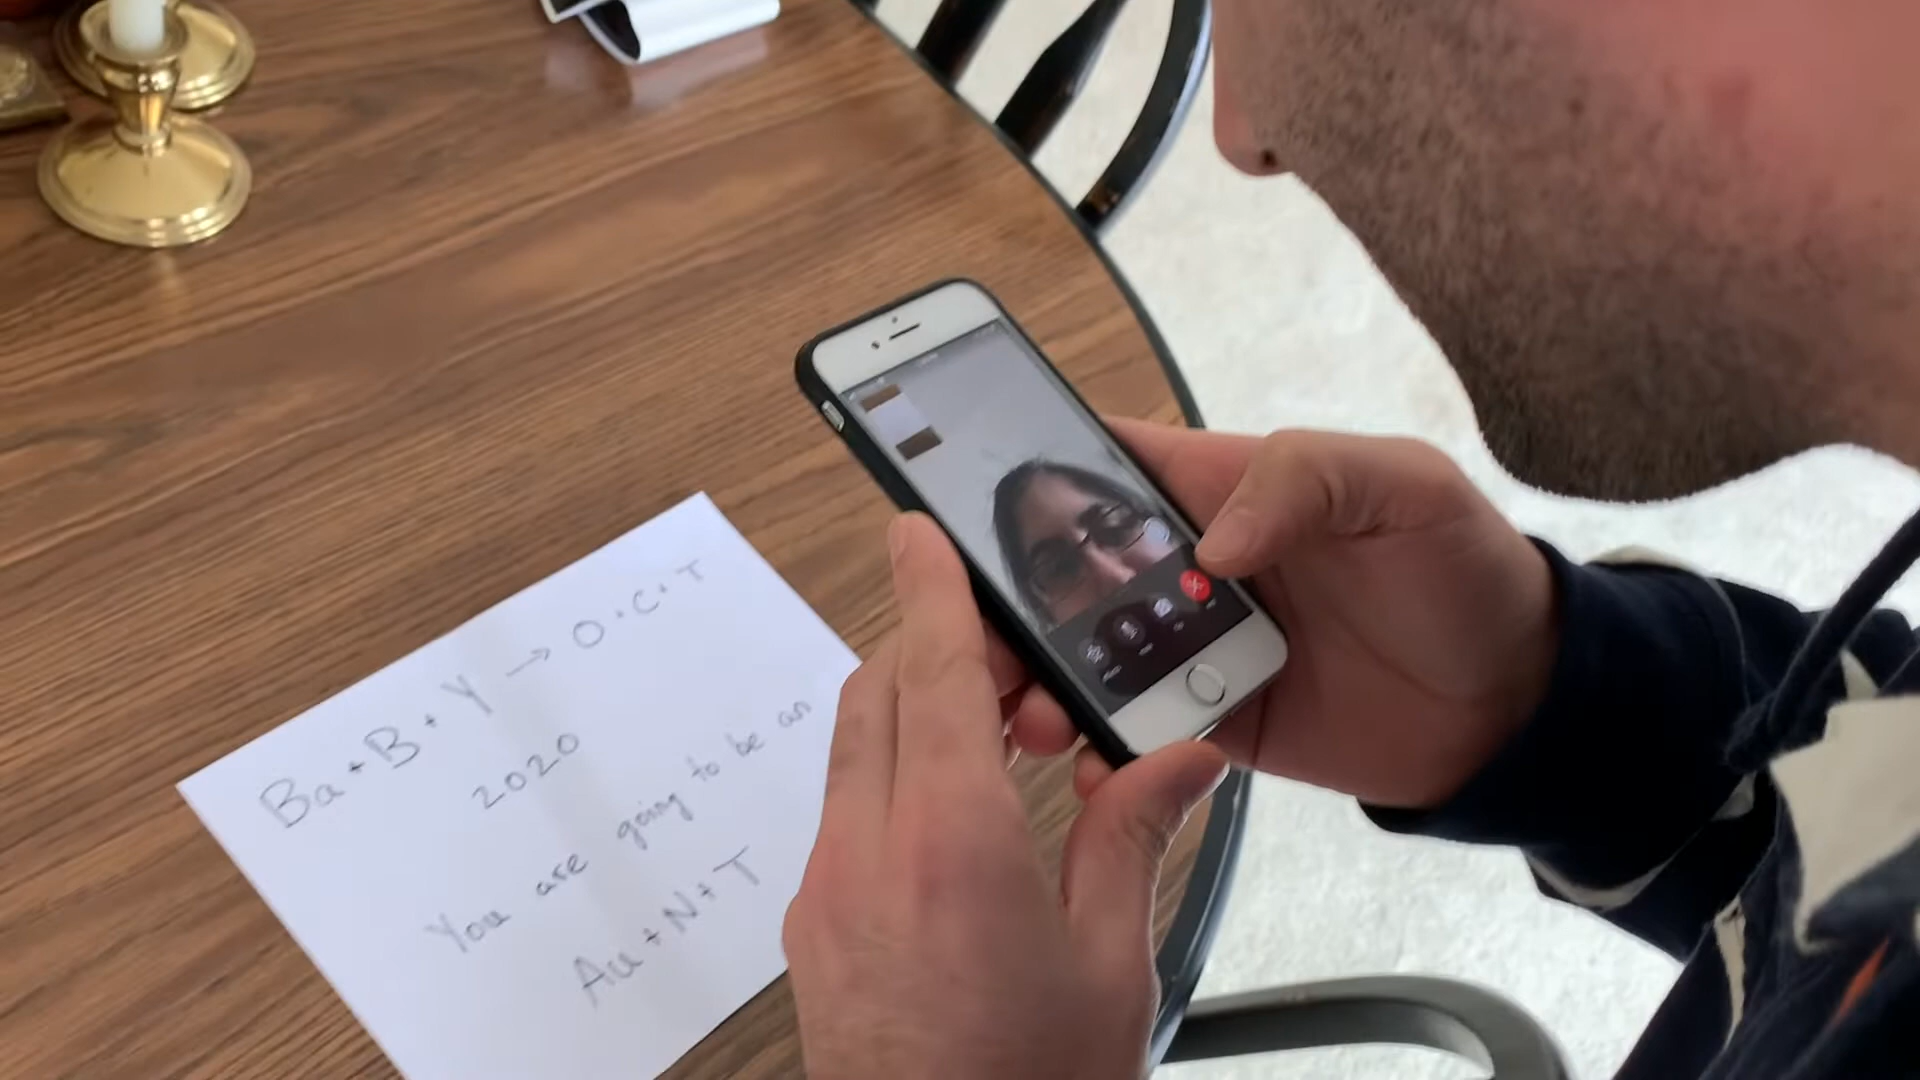 Ba + B + Y → O + C + T
2020
You are going to be an
Au + N + T